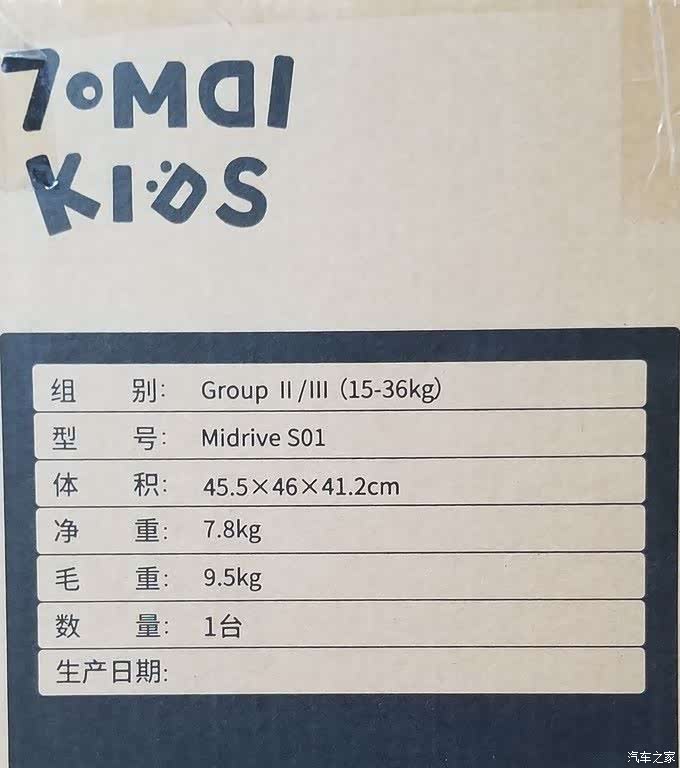 70mai
KIDS
组 别: Group Ⅱ/Ⅲ (15-36kg)
型 号: Midrive S01
体 积: 45.5×46×41.2cm
净 重: 7.8kg
毛 重: 9.5kg
数 量: 1台
生产日期:
汽车之家